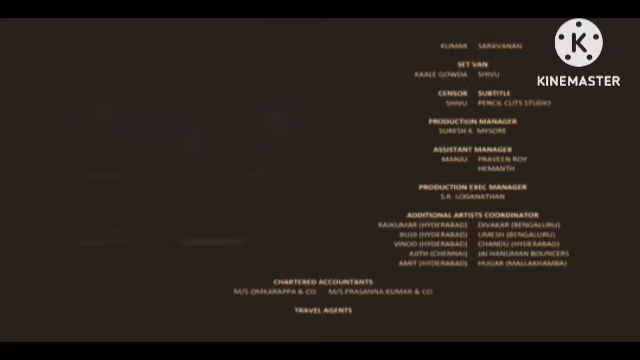 KUMAR SARAVANAN
SET VAN
KAALE GOWDA SHIVU
CENSOR SUBTITLE
SHIVU PENCIL CUTS STUDIO
PRODUCTION MANAGER
SURESH K. MYSORE
ASSISTANT MANAGER
MANJU PRAVEEN ROY
HEMANTH
PRODUCTION EXEC MANAGER
S.R. LOGANATHAN
ADDITIONAL ARTISTS COORDINATOR
RAJKUMAR (HYDERABAD) DIVAKAR (BENGALURU)
BUJJI (HYDERABAD) UMESH (BENGALURU)
VINOD (HYDERABAD) CHANDU (HYDERABAD)
AJITH (CHENNAI) JAI HANUMAN BOUNCERS
AMIT (HYDERABAD) HUGAR (MALLAKHAMBA)
CHARTERED ACCOUNTANTS
M/S OMKARAPPA & CO. M/S PRASANNA KUMAR & CO.
TRAVEL AGENTS
K
KINEMASTER